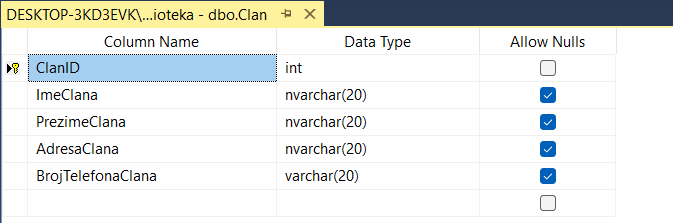 DESKTOP-3KD3EVK\...ioteka - dbo.Clan
Column Name Data Type Allow Nulls
ClanID int
ImeClana nvarchar(20)
PrezimeClana nvarchar(20)
AdresaClana nvarchar(20)
BrojTelefonaClana varchar(20)